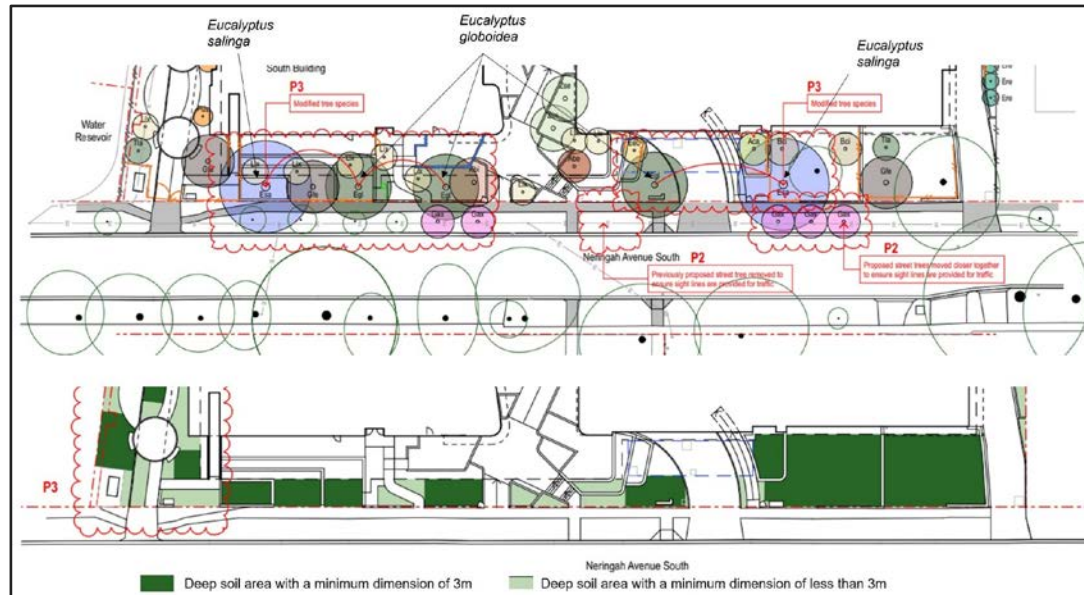 Eucalyptus
salinga
Eucalyptus
globoidea
Eucalyptus
salinga
South Building
P3
Modified tree species
P3
Modified tree species
Water
Resevoir
Neringah Avenue South
P2
Previously proposed street tree removed to
ensure sight lines are provided for traffic
P2
Proposed street trees moved closer together
to ensure sight lines are provided for traffic
P3
Neringah Avenue South
Deep soil area with a minimum dimension of 3m
Deep soil area with a minimum dimension of less than 3m